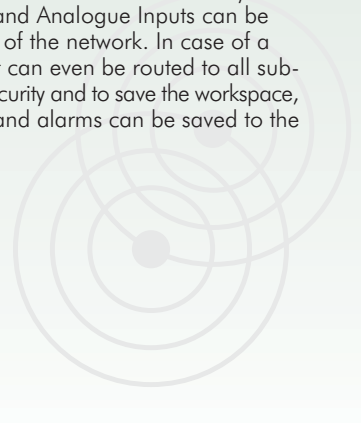 and Analogue Inputs can be
of the network. In case of a
can even be routed to all sub-
curity and to save the workspace,
and alarms can be saved to the